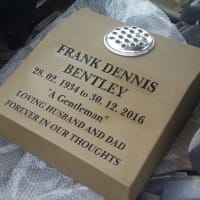 FRANK DENNIS
BENTLEY
28. 02. 1934 to 30. 12. 2016
"A Gentleman"
LOVING HUSBAND AND DAD
FOREVER IN OUR THOUGHTS